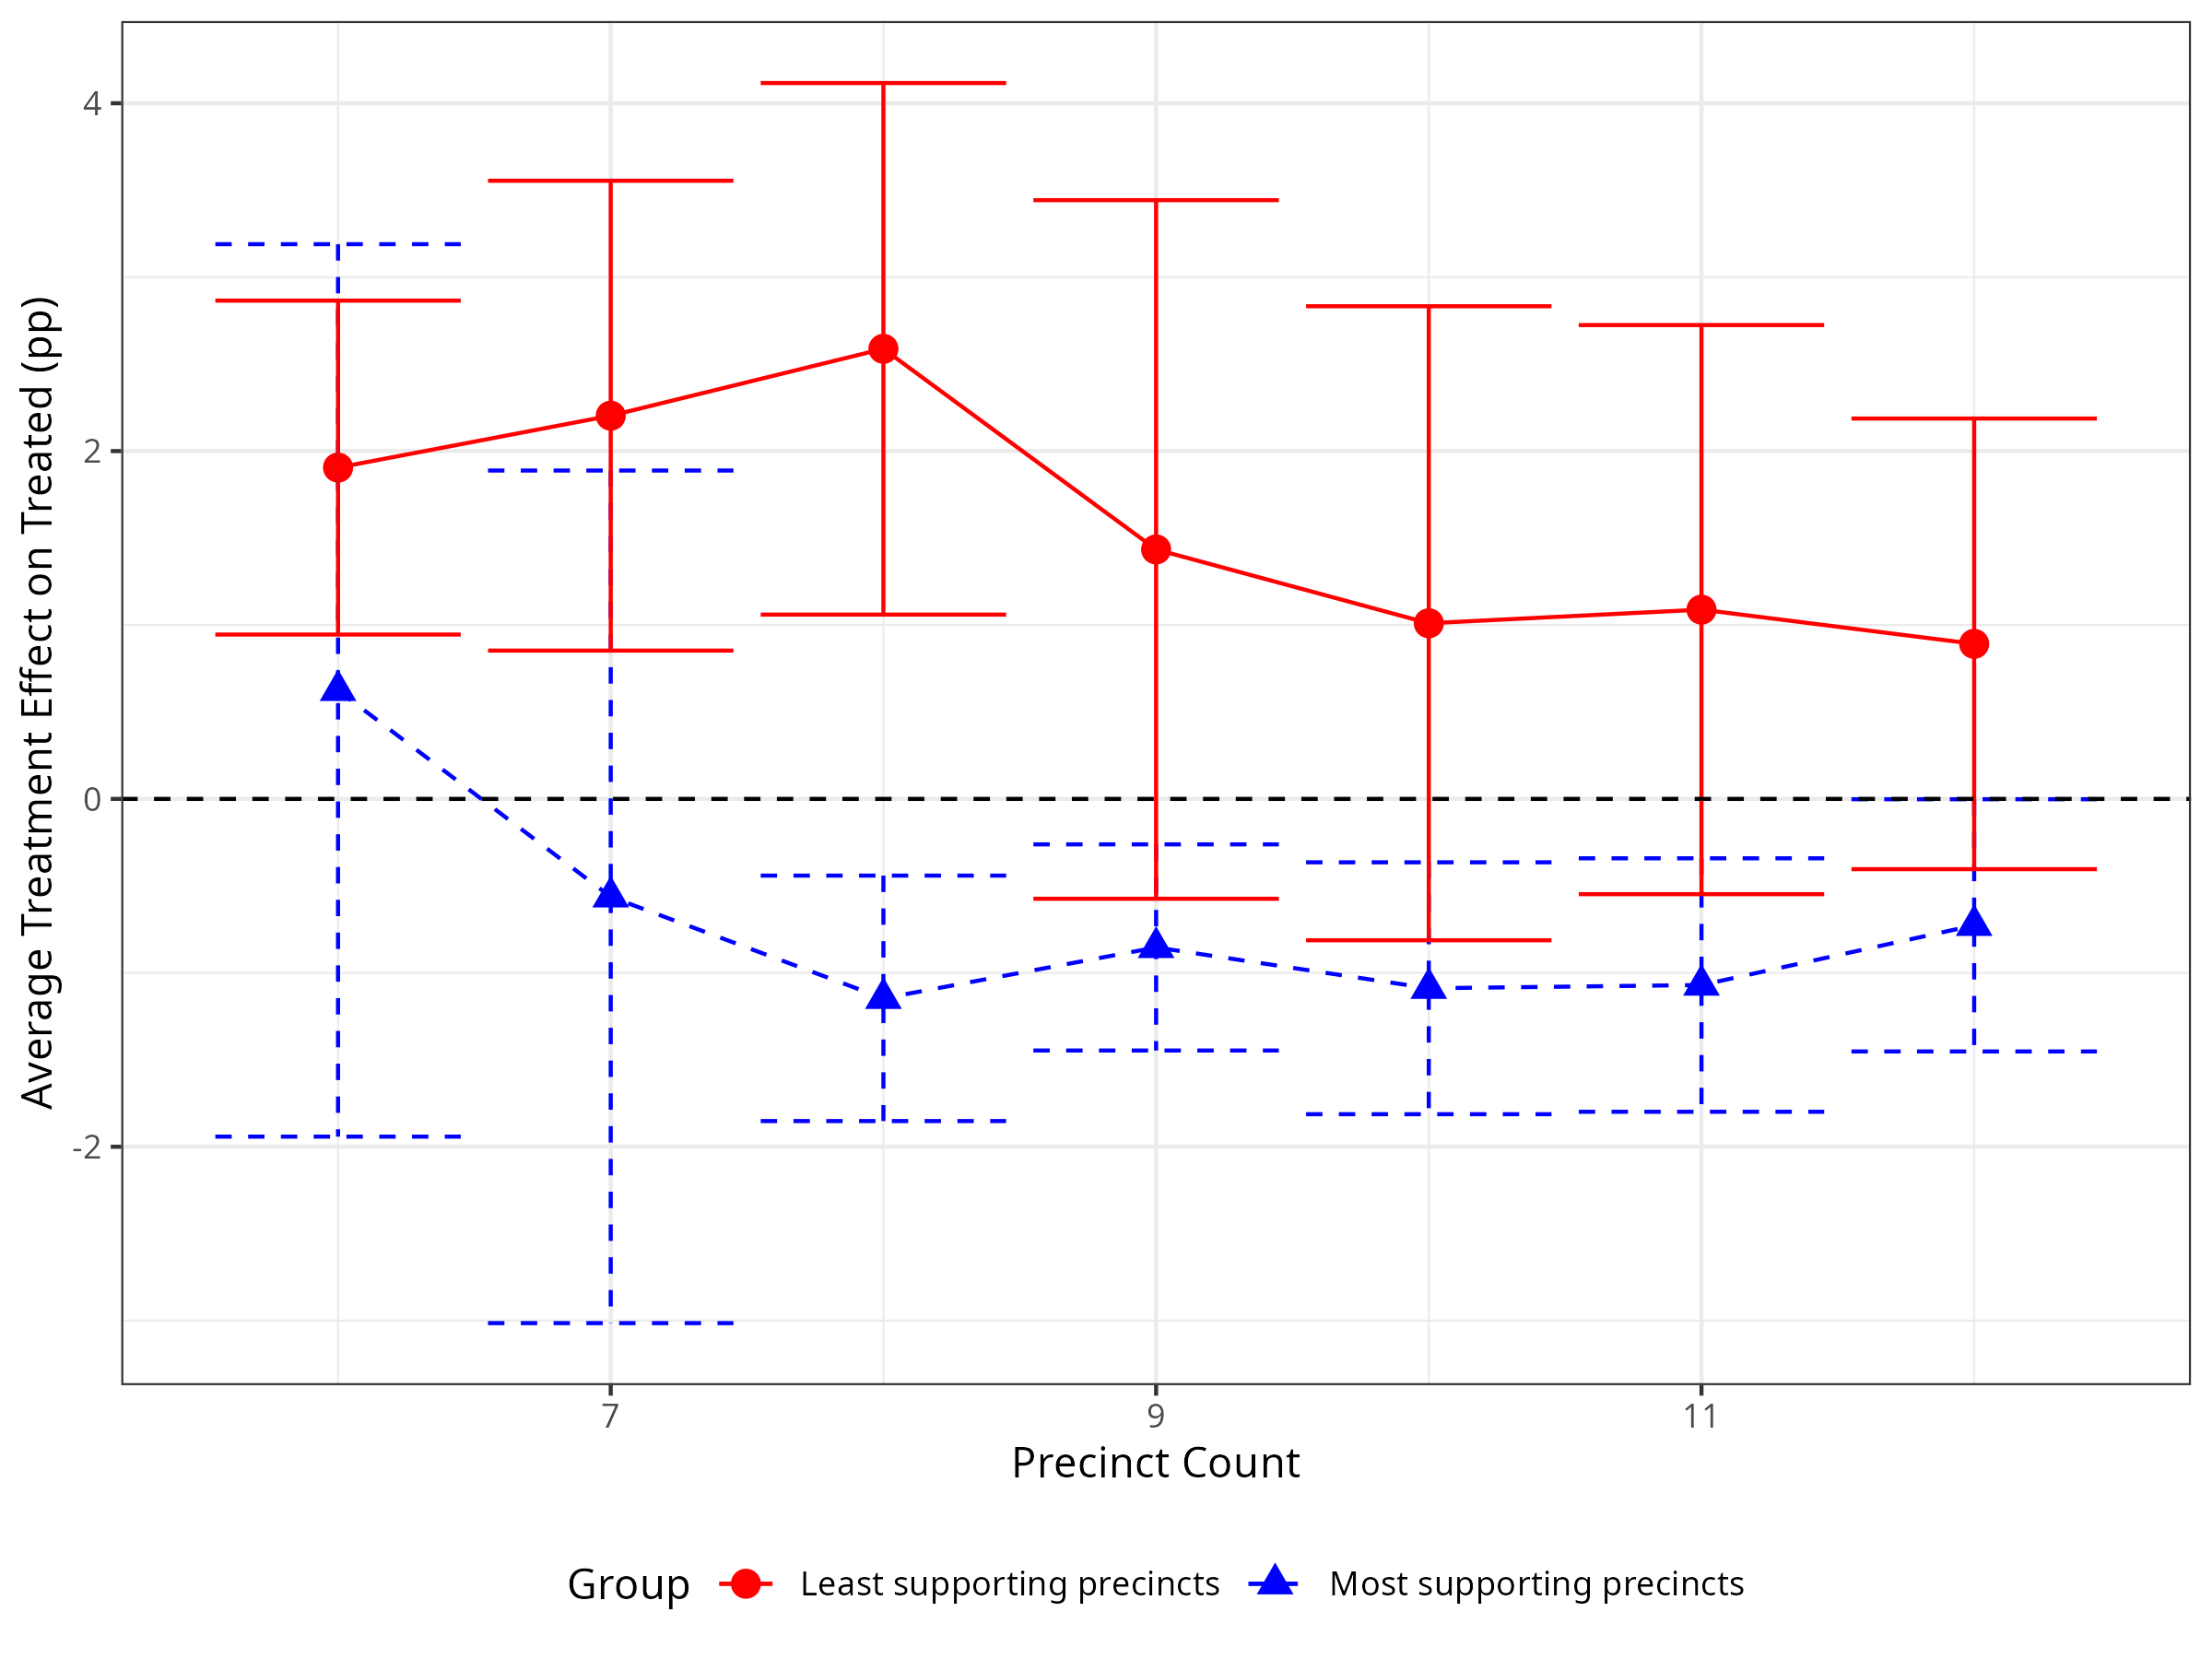 Average Treatment Effect on Treated (pp)
4
2
0
-2
7 9 11
Precinct Count
Group Least supporting precincts Most supporting precincts